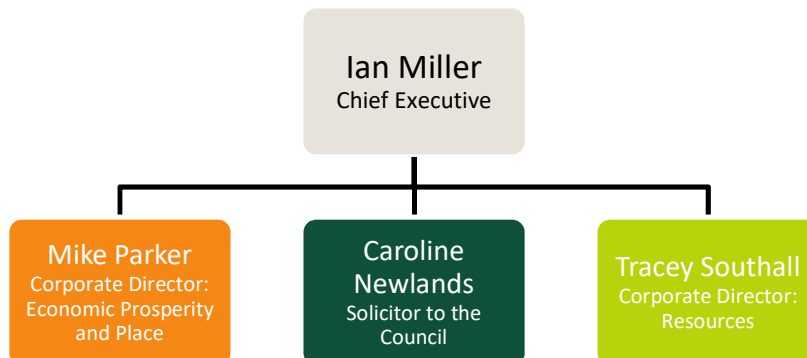 Ian Miller
Chief Executive
Mike Parker
Corporate Director:
Economic Prosperity
and Place
Caroline
Newlands
Solicitor to the
Council
Tracey Southall
Corporate Director:
Resources